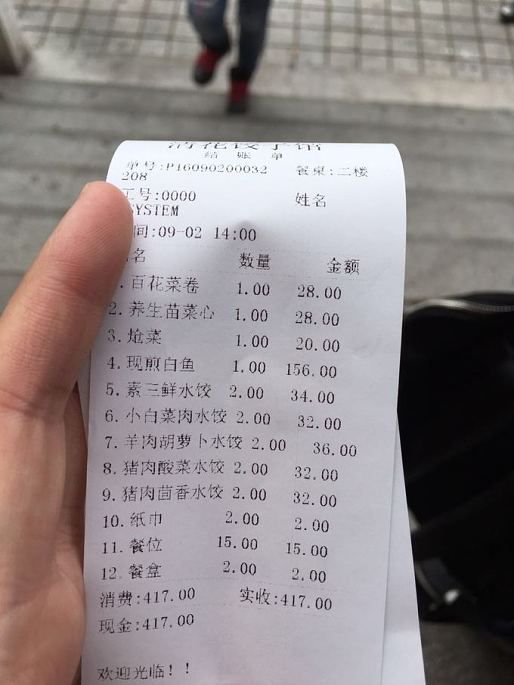 饺子馆
结 账 单
单号:P16090200032 餐桌:二楼
208
工号:0000 姓名
SYSTEM
间:09-02 14:00
名 数量 金额
百花菜卷 1.00 28.00
2. 养生苗菜心 1.00 28.00
3. 炝菜 1.00 20.00
4. 现煎白鱼 1.00 156.00
5. 素三鲜水饺 2.00 34.00
6. 小白菜肉水饺 2.00 32.00
7. 羊肉胡萝卜水饺 2.00 36.00
8. 猪肉酸菜水饺 2.00 32.00
9. 猪肉茴香水饺 2.00 32.00
10. 纸巾 2.00 2.00
11. 餐位 15.00 15.00
12. 餐盒 2.00 2.00
消费:417.00 实收:417.00
现金:417.00
欢迎光临!!